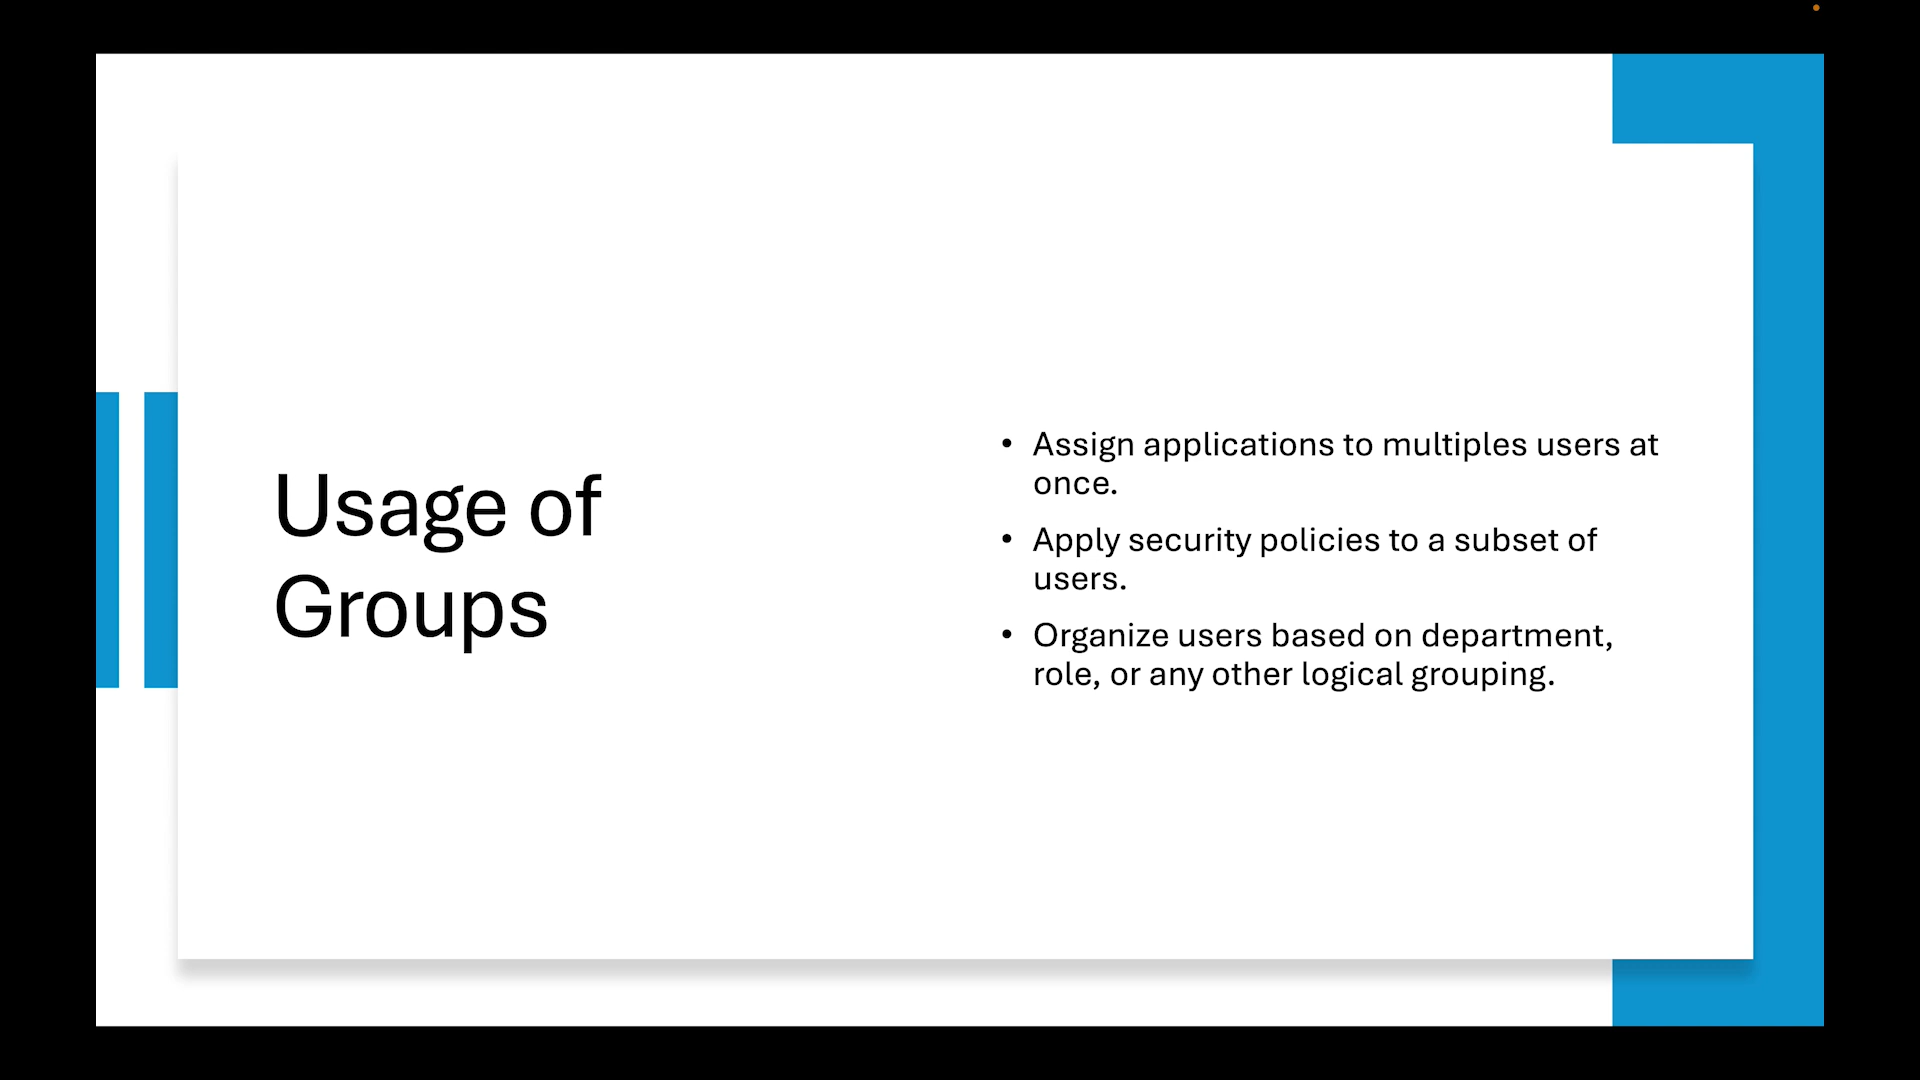 Usage of
Groups
• Assign applications to multiples users at
once.
• Apply security policies to a subset of
users.
• Organize users based on department,
role, or any other logical grouping.